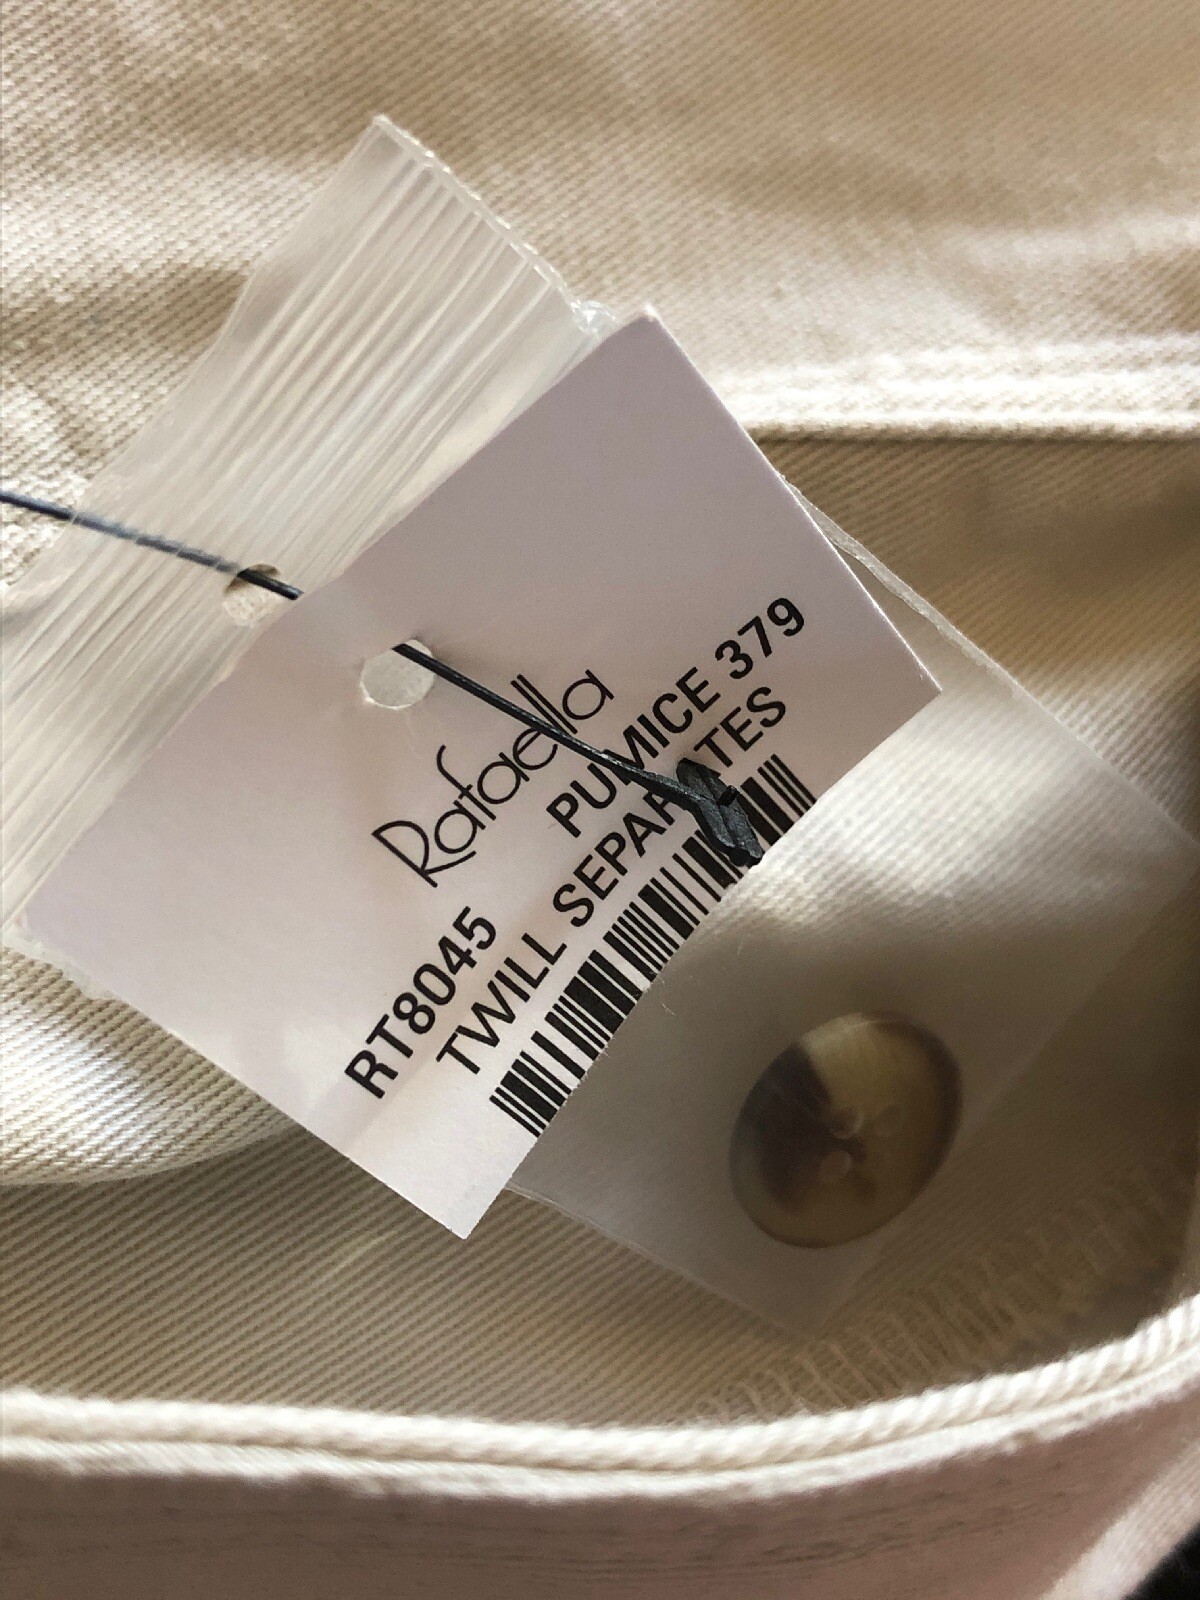 Rafaella
RT8045 PUMICE 379
TWILL SEPARATES